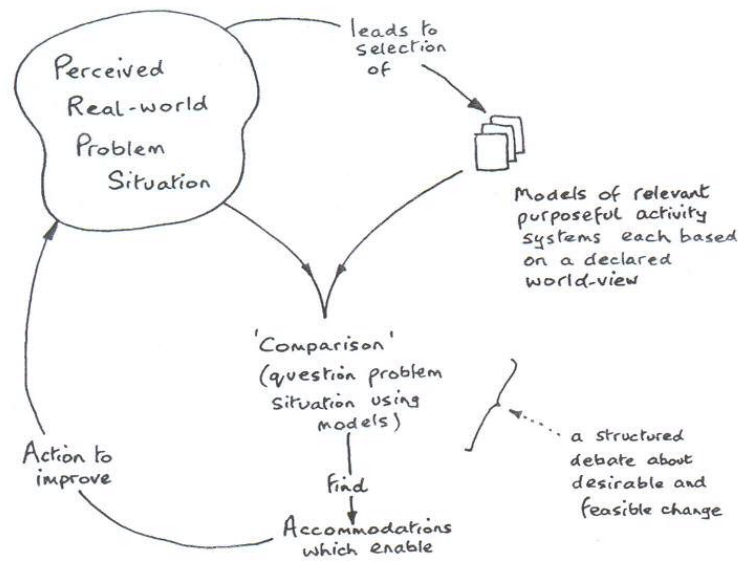 Perceived
Real-world
Problem
Situation
leads to
selection
of
Models of relevant
purposeful activity
systems each based
on a declared
world-view
'Comparison'
(question problem
situation using
models)
find
Accommodations
which enable
Action to
improve
a structured
debate about
desirable and
feasible change